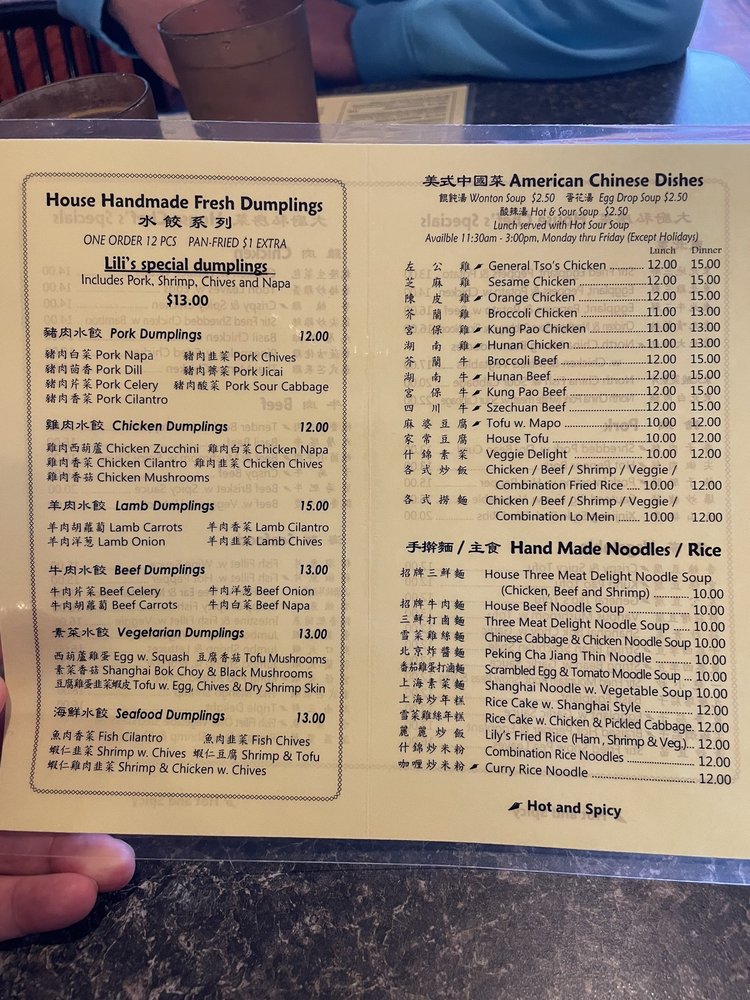 House Handmade Fresh Dumplings
水餃系列
ONE ORDER 12 PCS PAN-FRIED $1 EXTRA
Lili's special dumplings
Includes Pork, Shrimp, Chives and Napa
$13.00
豬肉水餃 Pork Dumplings 12.00
豬肉白菜 Pork Napa 豬肉韭菜 Pork Chives
豬肉茴香 Pork Dill 豬肉薺菜 Pork Jicai
豬肉芹菜 Pork Celery 豬肉酸菜 Pork Sour Cabbage
豬肉香菜 Pork Cilantro
雞肉水餃 Chicken Dumplings 12.00
雞肉西葫蘆 Chicken Zucchini 雞肉白菜 Chicken Napa
雞肉香菜 Chicken Cilantro 雞肉韭菜 Chicken Chives
雞肉香菇 Chicken Mushrooms
羊肉水餃 Lamb Dumplings 15.00
羊肉胡蘿蔔 Lamb Carrots 羊肉香菜 Lamb Cilantro
羊肉洋葱 Lamb Onion 羊肉韭菜 Lamb Chives
牛肉水餃 Beef Dumplings 13.00
牛肉芹菜 Beef Celery 牛肉洋葱 Beef Onion
牛肉胡蘿蔔 Beef Carrots 牛肉白菜 Beef Napa
素菜水餃 Vegetarian Dumplings 13.00
西葫蘆雞蛋 Egg w. Squash 豆腐香菇 Tofu Mushrooms
素菜香菇 Shanghai Bok Choy & Black Mushrooms
豆腐雞蛋韭菜蝦皮 Tofu w. Egg, Chives & Dry Shrimp Skin
海鮮水餃 Seafood Dumplings 13.00
魚肉香菜 Fish Cilantro 魚肉韭菜 Fish Chives
蝦仁韭菜 Shrimp w. Chives 蝦仁豆腐 Shrimp & Tofu
蝦仁雞肉韭菜 Shrimp & Chicken w. Chives
美式中國菜 American Chinese Dishes
餛飩湯 Wonton Soup $2.50 蛋花湯 Egg Drop Soup $2.50
酸辣湯 Hot & Sour Soup $2.50
Lunch served with Hot Sour Soup
Availble 11:30am - 3:00pm, Monday thru Friday (Except Holidays)
Lunch Dinner
左公雞 General Tso's Chicken 12.00 15.00
芝麻雞 Sesame Chicken 12.00 15.00
陳皮雞 Orange Chicken 12.00 15.00
芥蘭雞 Broccoli Chicken 11.00 13.00
宮保雞 Kung Pao Chicken 11.00 13.00
湖南雞 Hunan Chicken 11.00 13.00
芥蘭牛 Broccoli Beef 12.00 15.00
湖南牛 Hunan Beef 12.00 15.00
宮保牛 Kung Pao Beef 12.00 15.00
四川牛 Szechuan Beef 12.00 15.00
麻婆豆腐 Tofu w. Mapo 10.00 12.00
家常豆腐 House Tofu 10.00 12.00
什錦素菜 Veggie Delight 10.00 12.00
各式炒飯 Chicken / Beef / Shrimp / Veggie /
Combination Fried Rice 10.00 12.00
各式撈麵 Chicken / Beef / Shrimp / Veggie /
Combination Lo Mein 10.00 12.00
手擀麵 / 主食 Hand Made Noodles / Rice
招牌三鮮麵 House Three Meat Delight Noodle Soup
(Chicken, Beef and Shrimp) 10.00
招牌牛肉麵 House Beef Noodle Soup 10.00
三鮮打鹵麵 Three Meat Delight Noodle Soup 10.00
雪菜雞絲麵 Chinese Cabbage & Chicken Noodle Soup 10.00
北京炸醬麵 Peking Cha Jiang Thin Noodle 10.00
番茄雞蛋打滷麵 Scrambled Egg & Tomato Moodle Soup 10.00
上海素菜麵 Shanghai Noodle w. Vegetable Soup 10.00
上海炒年糕 Rice Cake w. Shanghai Style 12.00
雪菜雞絲年糕 Rice Cake w. Chicken & Pickled Cabbage. 12.00
麗麗炒飯 Lily's Fried Rice (Ham, Shrimp & Veg.) 12.00
什錦炒米粉 Combination Rice Noodles 12.00
咖喱炒米粉 Curry Rice Noodle 12.00
Hot and Spicy